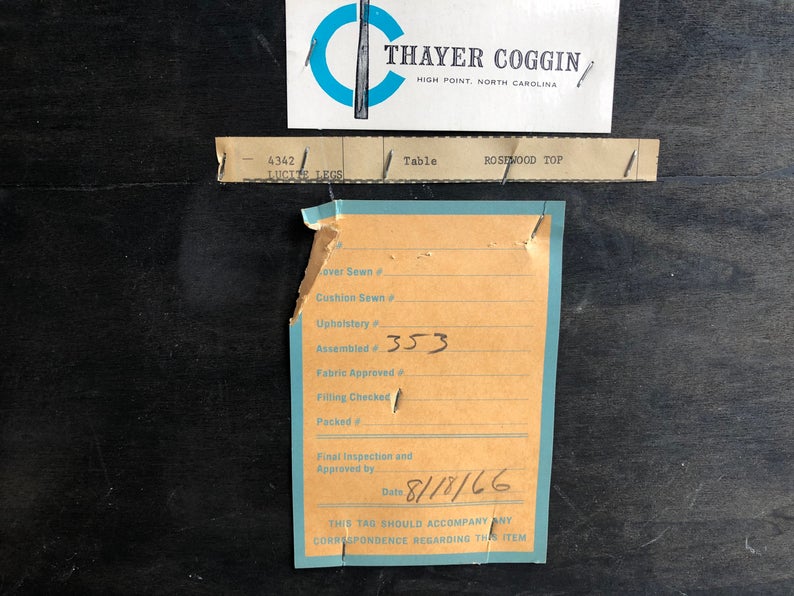 THAYER COGGIN
HIGH POINT, NORTH CAROLINA
4342 Table ROSEWOOD TOP
LUCITE LEGS
#
Cover Sewn #
Cushion Sewn #
Upholstery #
Assembled # 353
Fabric Approved #
Filling Checked
Packed #
Final Inspection and
Approved by
Date 8/18/66
THIS TAG SHOULD ACCOMPANY ANY
CORRESPONDENCE REGARDING THIS ITEM